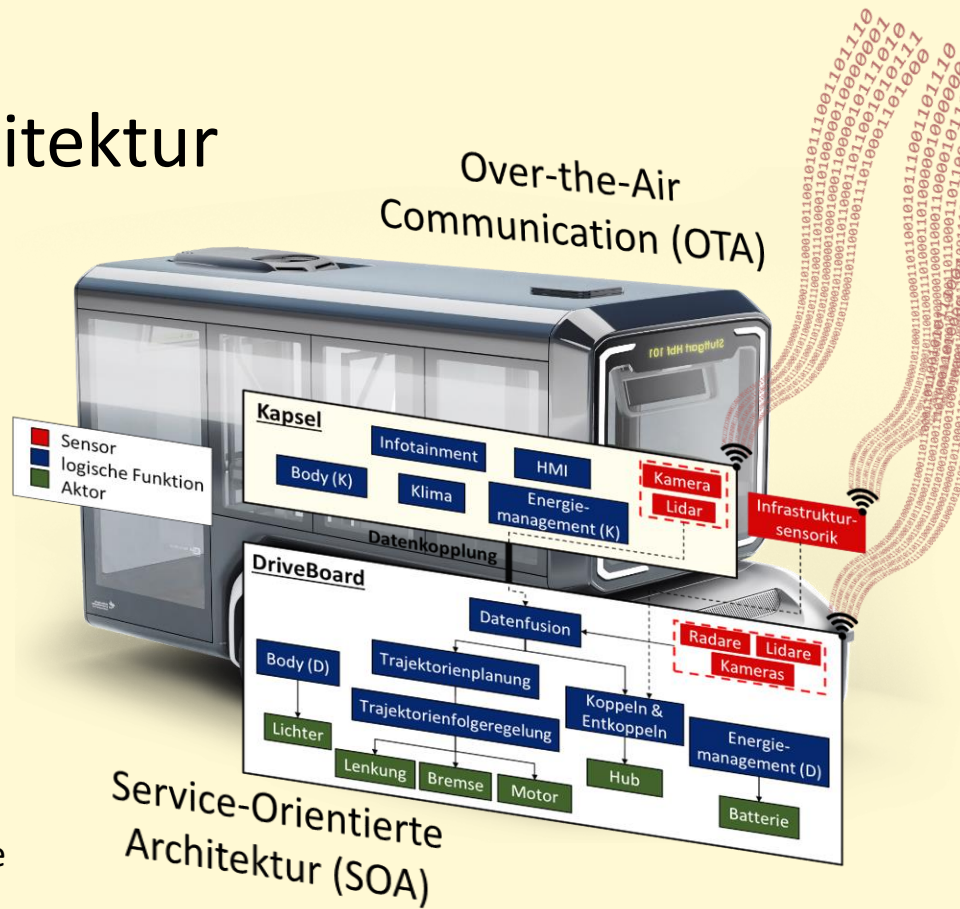 itektur
Over-the-Air
Communication (OTA)
Stuttgart Hbf 101
Sensor
logische Funktion
Aktor
Kapsel
Infotainment
HMI
Kamera
Lidar
Body (K)
Klima
Energie-
management (K)
Infrastruktur-
sensorik
Datenkopplung
DriveBoard
Datenfusion
Radare
Lidare
Kameras
Body (D)
Trajektorienplanung
Koppeln &
Entkoppeln
Trajektorienfolgeregelung
Energie-
management (D)
Lichter
Lenkung
Bremse
Motor
Hub
Batterie
Service-Orientierte
Architektur (SOA)
e